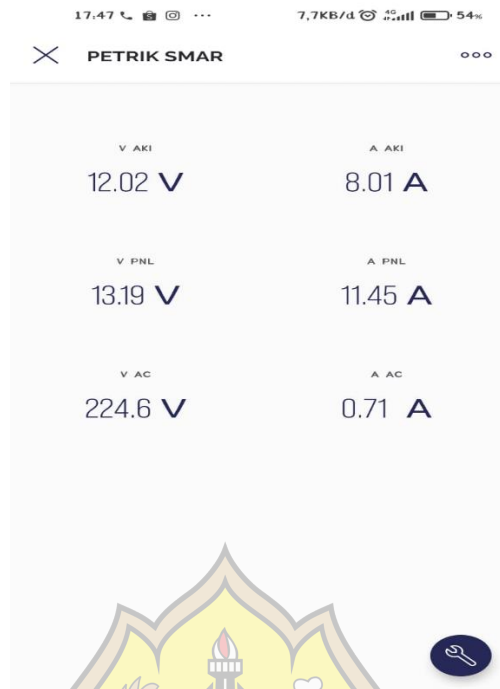 17:47
7,7KB/d 4G 54%
PETRIK SMAR
V AKI A AKI
12.02 V 8.01 A
V PNL A PNL
13.19 V 11.45 A
V AC A AC
224.6 V 0.71 A